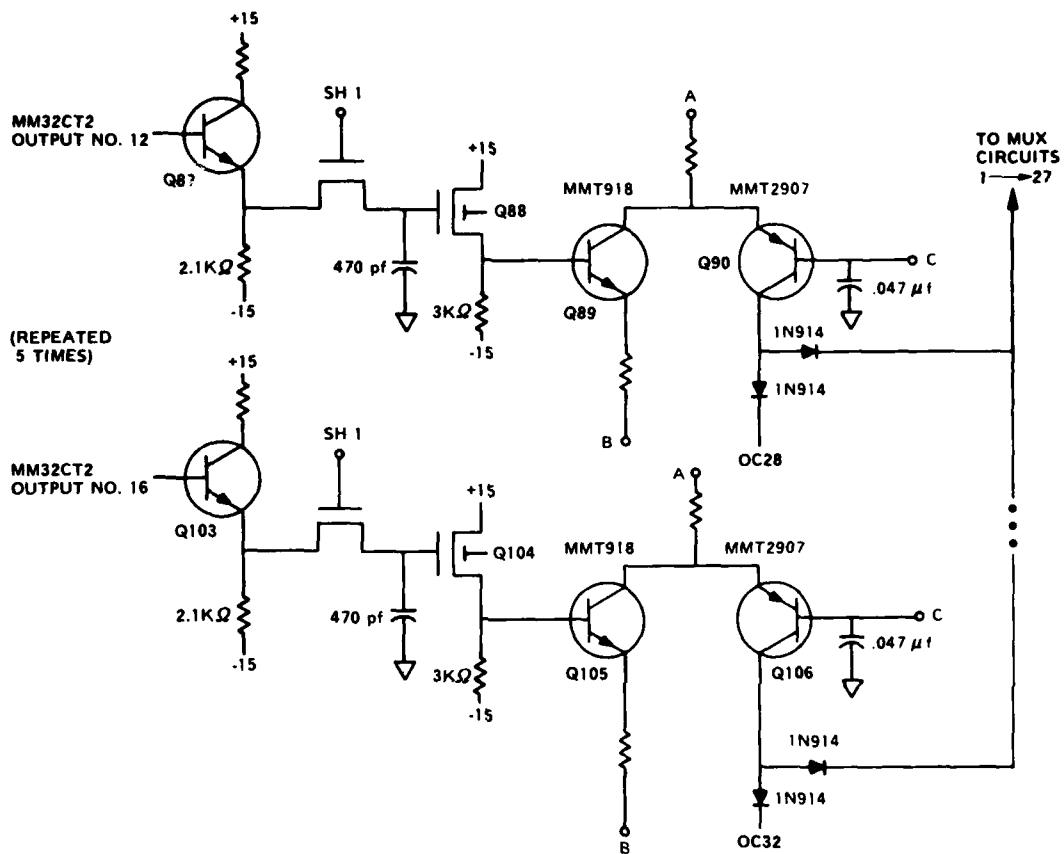 +15
MM32CT2
OUTPUT NO. 12
Q8?
2.1KΩ
-15
SH 1
470 pf
+15
Q88
3KΩ
-15
A
MMT918
MMT2907
Q89
Q90
B
C
.047 μf
1N914
1N914
OC28
TO MUX
CIRCUITS
1→27
(REPEATED
5 TIMES)
+15
MM32CT2
OUTPUT NO. 16
Q103
2.1KΩ
-15
SH 1
470 pf
+15
Q104
3KΩ
-15
A
MMT918
MMT2907
Q105
Q106
B
C
.047 μf
1N914
1N914
OC32